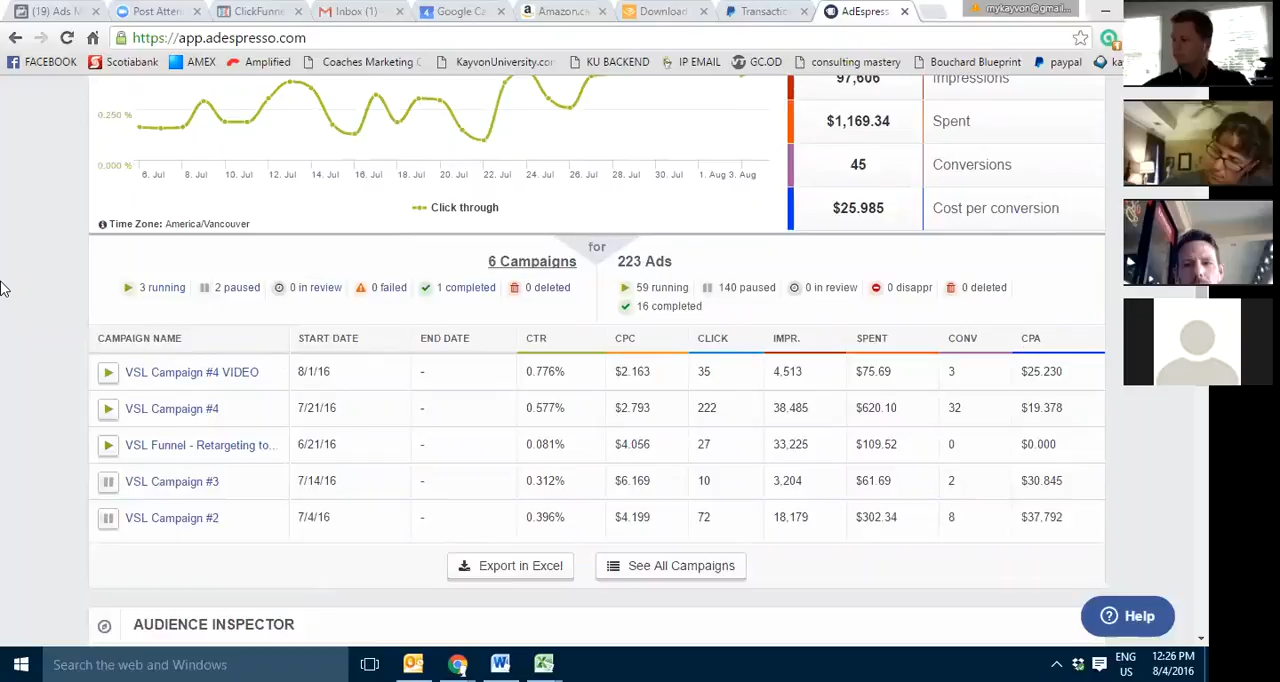 (19) Ads M
Post Atten
ClickFunne
Inbox (1)
Google Ca
Amazon.ca
Download
Transactio
AdEspress
mykayvon@gmail...
https://app.adespresso.com
FACEBOOK
Scotiabank
AMEX
Amplified
Coaches Marketing
KayvonUniversity.co
KU BACKEND
IP EMAIL
GC.OD
consulting mastery
Bouchard Blueprint
paypal
0.250 %
0.000 %
6. Jul 8. Jul 10. Jul 12. Jul 14. Jul 16. Jul 18. Jul 20. Jul 22. Jul 24. Jul 26. Jul 28. Jul 30. Jul 1. Aug 3. Aug
Click through
Time Zone: America/Vancouver
97,606 Impressions
$1,169.34 Spent
45 Conversions
$25.985 Cost per conversion
for
6 Campaigns
3 running 2 paused 0 in review 0 failed 1 completed 0 deleted
223 Ads
59 running 140 paused 0 in review 0 disappr 0 deleted
16 completed
CAMPAIGN NAME START DATE END DATE CTR CPC CLICK IMPR. SPENT CONV CPA
VSL Campaign #4 VIDEO 8/1/16 - 0.776% $2.163 35 4,513 $75.69 3 $25.230
VSL Campaign #4 7/21/16 - 0.577% $2.793 222 38,485 $620.10 32 $19.378
VSL Funnel - Retargeting to... 6/21/16 - 0.081% $4.056 27 33,225 $109.52 0 $0.000
VSL Campaign #3 7/14/16 - 0.312% $6.169 10 3,204 $61.69 2 $30.845
VSL Campaign #2 7/4/16 - 0.396% $4.199 72 18,179 $302.34 8 $37.792
Export in Excel
See All Campaigns
AUDIENCE INSPECTOR
Help
Search the web and Windows
ENG
US
12:26 PM
8/4/2016